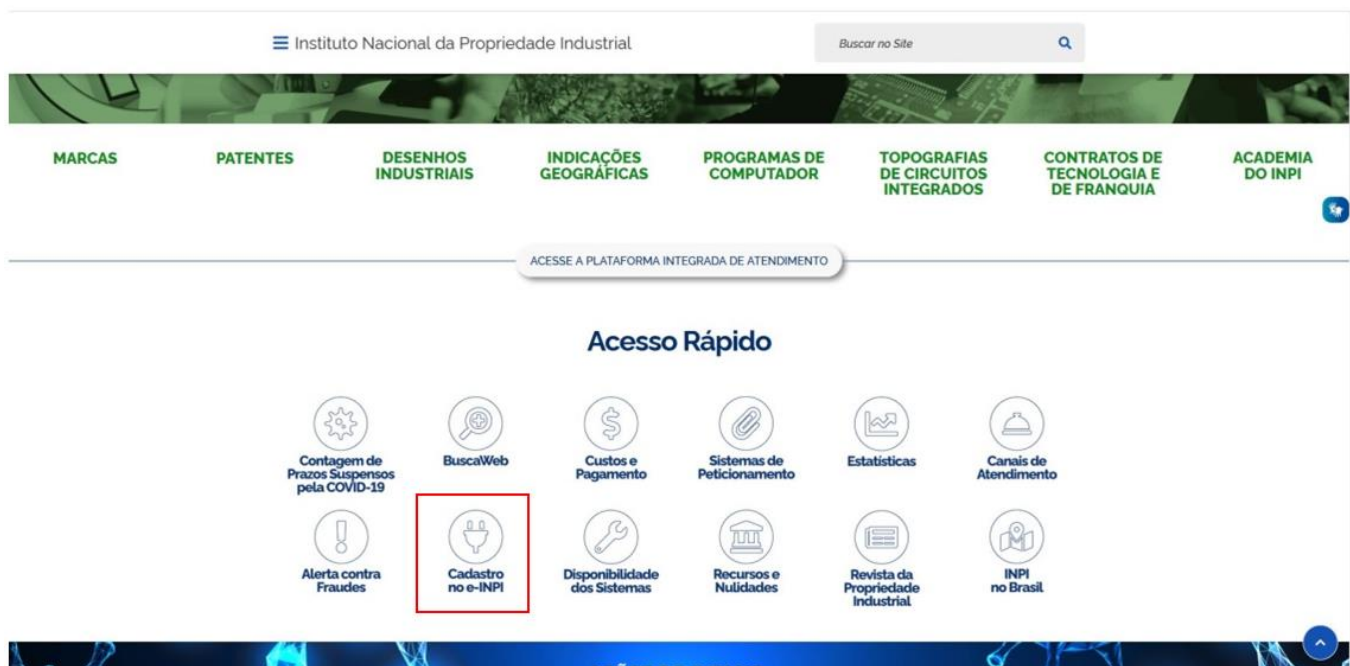 Instituto Nacional da Propriedade Industrial
Buscar no Site
MARCAS
PATENTES
DESENHOS
INDUSTRIAIS
INDICAÇÕES
GEOGRÁFICAS
PROGRAMAS DE
COMPUTADOR
TOPOGRAFIAS
DE CIRCUITOS
INTEGRADOS
CONTRATOS DE
TECNOLOGIA E
DE FRANQUIA
ACADEMIA
DO INPI
ACESSE A PLATAFORMA INTEGRADA DE ATENDIMENTO
Acesso Rápido
Contagem de
Prazos Suspensos
pela COVID-19
BuscaWeb
Custos e
Pagamento
Sistemas de
Peticionamento
Estatísticas
Canais de
Atendimento
Alerta contra
Fraudes
Cadastro
no e-INPI
Disponibilidade
dos Sistemas
Recursos e
Nulidades
Revista da
Propriedade
Industrial
INPI
no Brasil